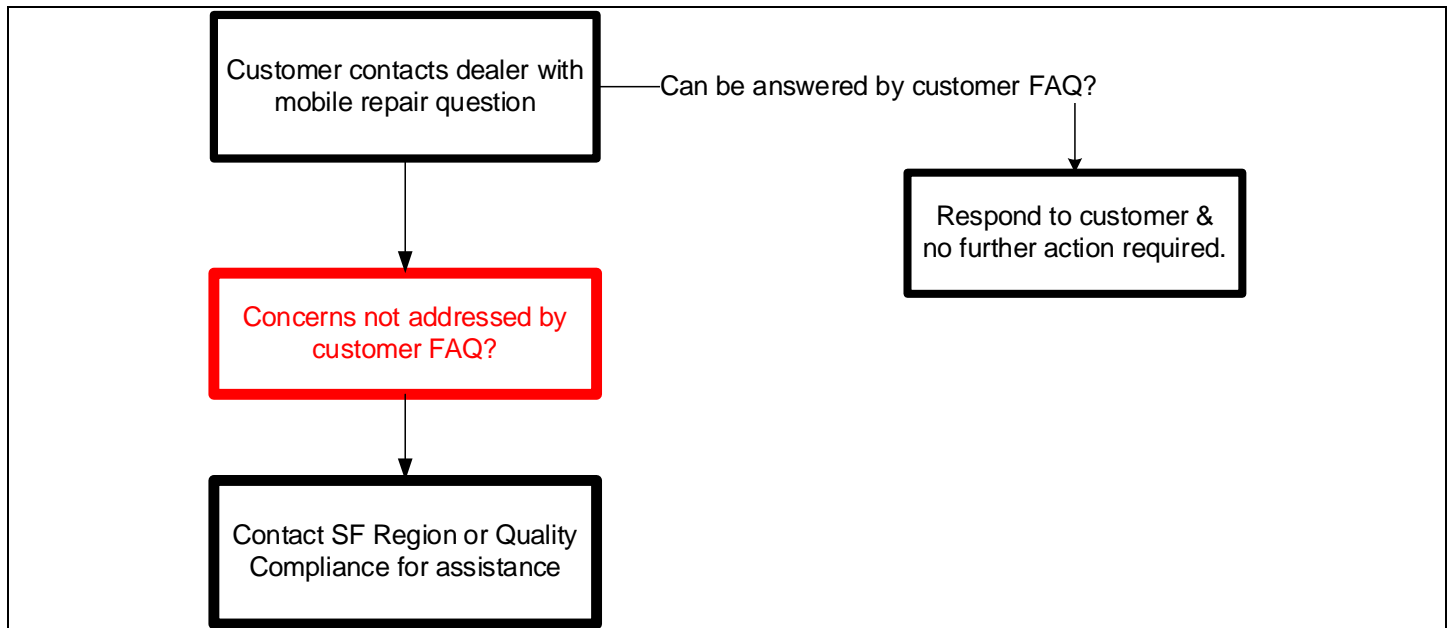 Customer contacts dealer with
mobile repair question
Can be answered by customer FAQ?
Respond to customer &
no further action required.
Concerns not addressed by
customer FAQ?
Contact SF Region or Quality
Compliance for assistance